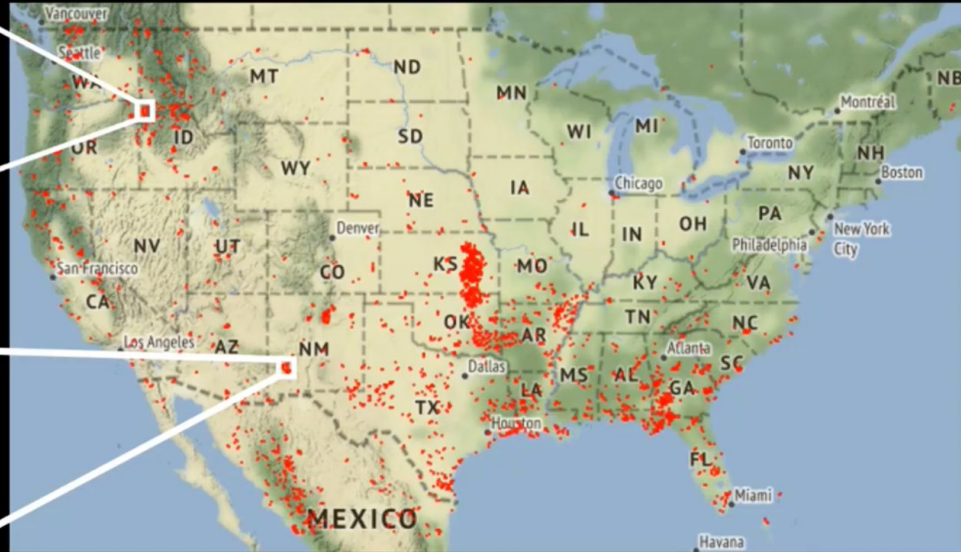 Vancouver
Seattle
WA
MT
ND
MN
Montréal
NB
OR
ID
SD
WI
MI
Toronto
NH
WY
NY
Boston
IA
Chicago
NE
PA
New York
City
NV
UT
Denver
IL
IN
OH
Philadelphia
San Francisco
CO
KS
MO
KY
VA
CA
OK
TN
NC
Los Angeles
AZ
NM
AR
Atlanta
SC
Dallas
MS
AL
GA
LA
TX
Houston
FL
Miami
MEXICO
Havana